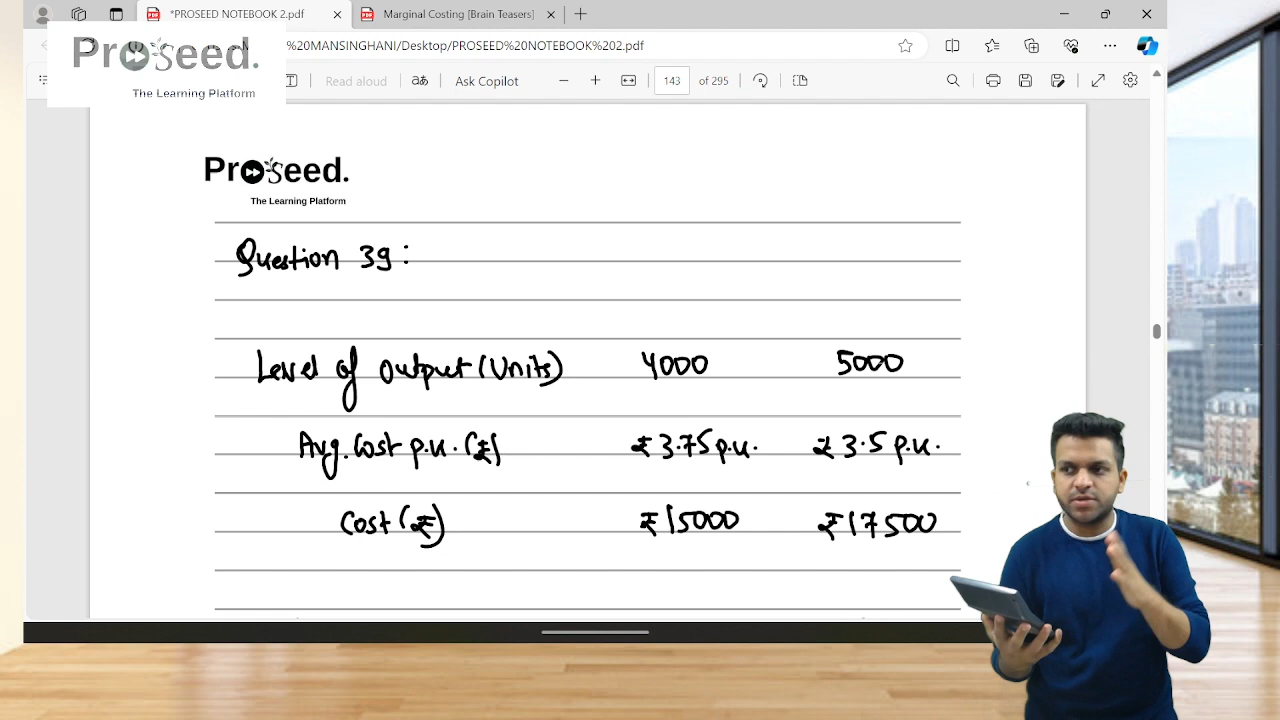 *PROSEED NOTEBOOK 2.pdf
Marginal Costing [Brain Teasers]
Proseed.
The Learning Platform
%20MANSINGHANI/Desktop/PROSEED%20NOTEBOOK%202.pdf
Read aloud
Ask Copilot
143 of 295
Proseed.
The Learning Platform
Question 39:
Level of output (Units) 4000 5000
Avg. Cost p.u. (₹) ₹3.75 p.u. ₹3.5 p.u.
Cost (₹) ₹15000 ₹17500